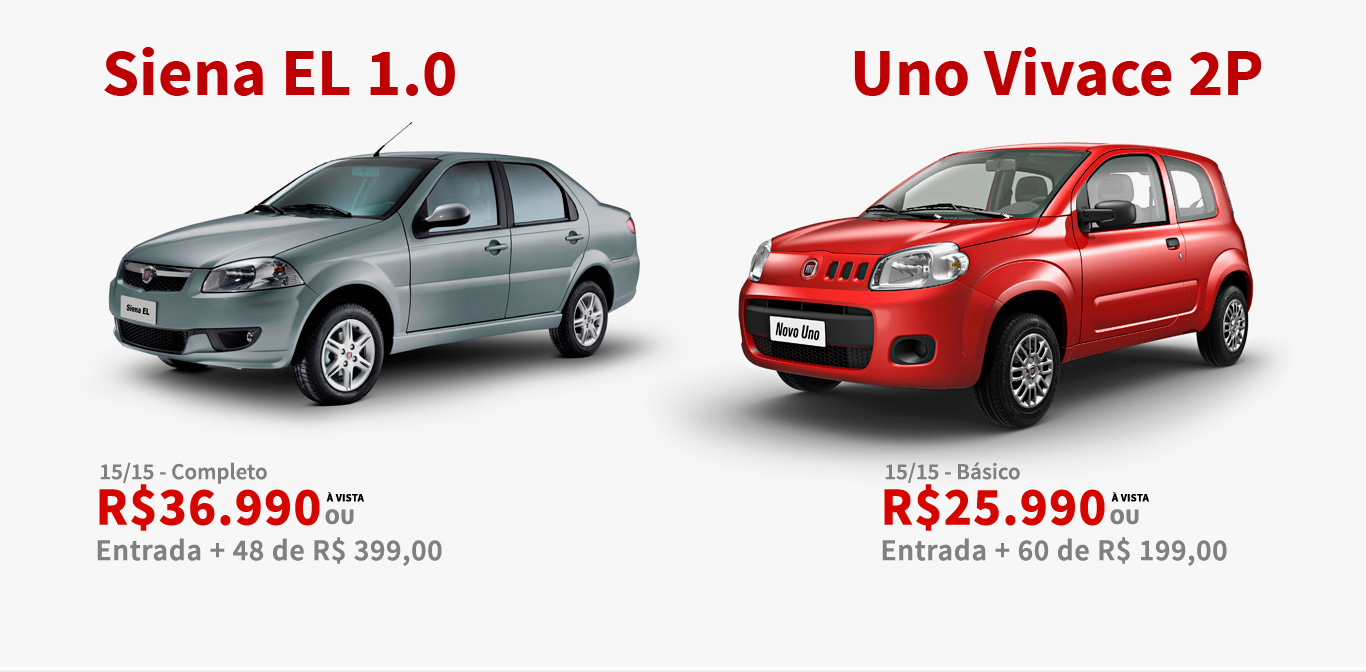 Siena EL 1.0
Uno Vivace 2P
Siena EL
Novo Uno
15/15 - Completo
R$36.990 À VISTA
OU
Entrada + 48 de R$ 399,00
15/15 - Básico
R$25.990 À VISTA
OU
Entrada + 60 de R$ 199,00